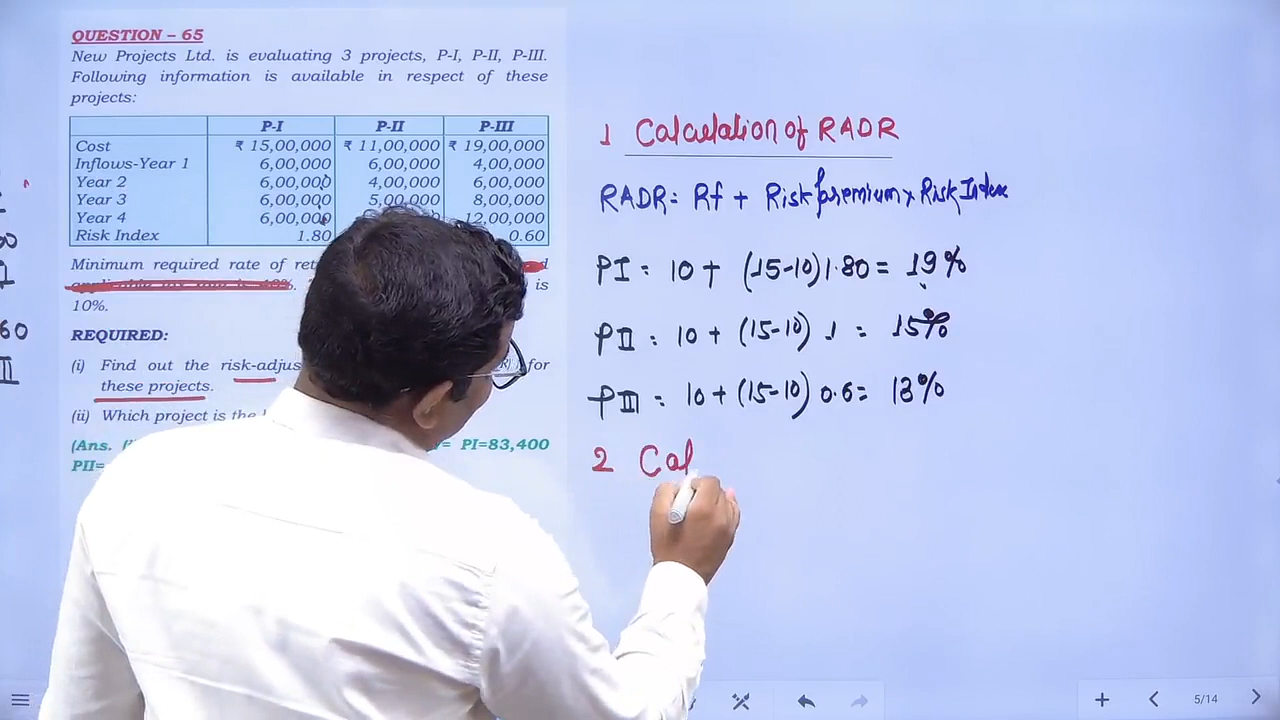 QUESTION – 65
New Projects Ltd. is evaluating 3 projects, P-I, P-II, P-III.
Following information is available in respect of these
projects:
P-I P-II P-III
Cost ₹ 15,00,000 ₹ 11,00,000 ₹ 19,00,000
Inflows-Year 1 6,00,000 6,00,000 4,00,000
Year 2 6,00,000 4,00,000 6,00,000
Year 3 6,00,000 5,00,000 8,00,000
Year 4 6,00,000 12,00,000
Risk Index 1.80 0.60
Minimum required rate of
is
10%.
REQUIRED:
(i) Find out the for
these projects.
(ii) Which project is the
(Ans. PI=83,400
PII=
1 Calculation of RADR
RADR = Rf + Risk premium x Risk Index
PI = 10 + (15-10) 1.80 = 19%
PII = 10 + (15-10) 1 = 15%
PIII = 10 + (15-10) 0.6 = 13%
2 Cal
60
II
5/14